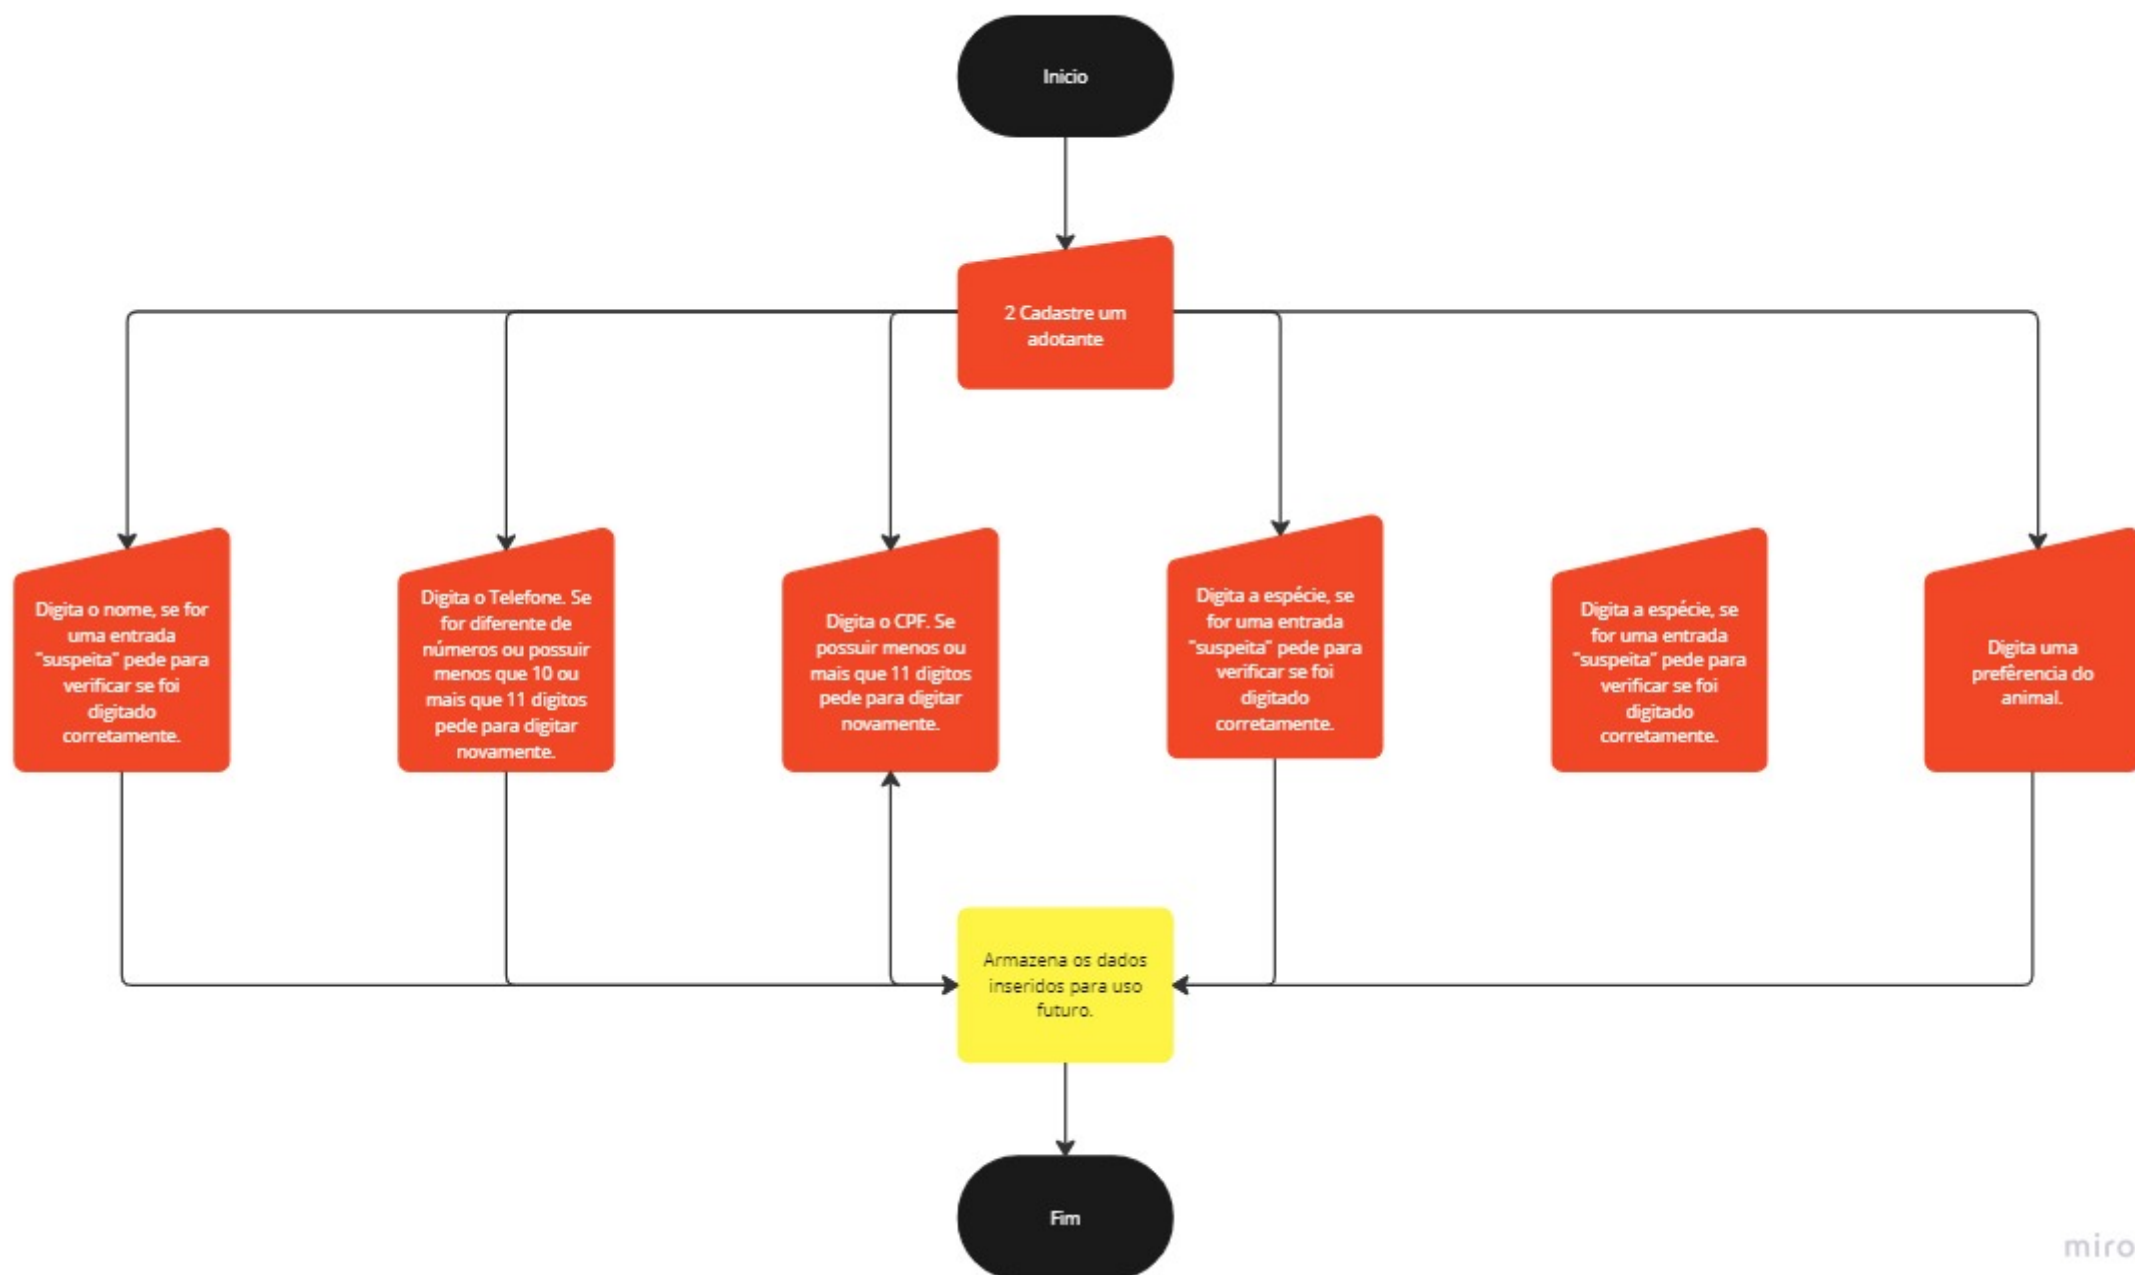 Inicio
2 Cadastre um
adotante
Digita o nome, se for
uma entrada
"suspeita" pede para
verificar se foi
digitado
corretamente.
Digita o Telefone. Se
for diferente de
números ou possuir
menos que 10 ou
mais que 11 digitos
pede para digitar
novamente.
Digita o CPF. Se
possuir menos ou
mais que 11 digitos
pede para digitar
novamente.
Digita a espécie, se
for uma entrada
"suspeita" pede para
verificar se foi
digitado
corretamente.
Digita a espécie, se
for uma entrada
"suspeita" pede para
verificar se foi
digitado
corretamente.
Digita uma
prefêrencia do
animal.
Armazena os dados
inseridos para uso
futuro.
Fim
miro